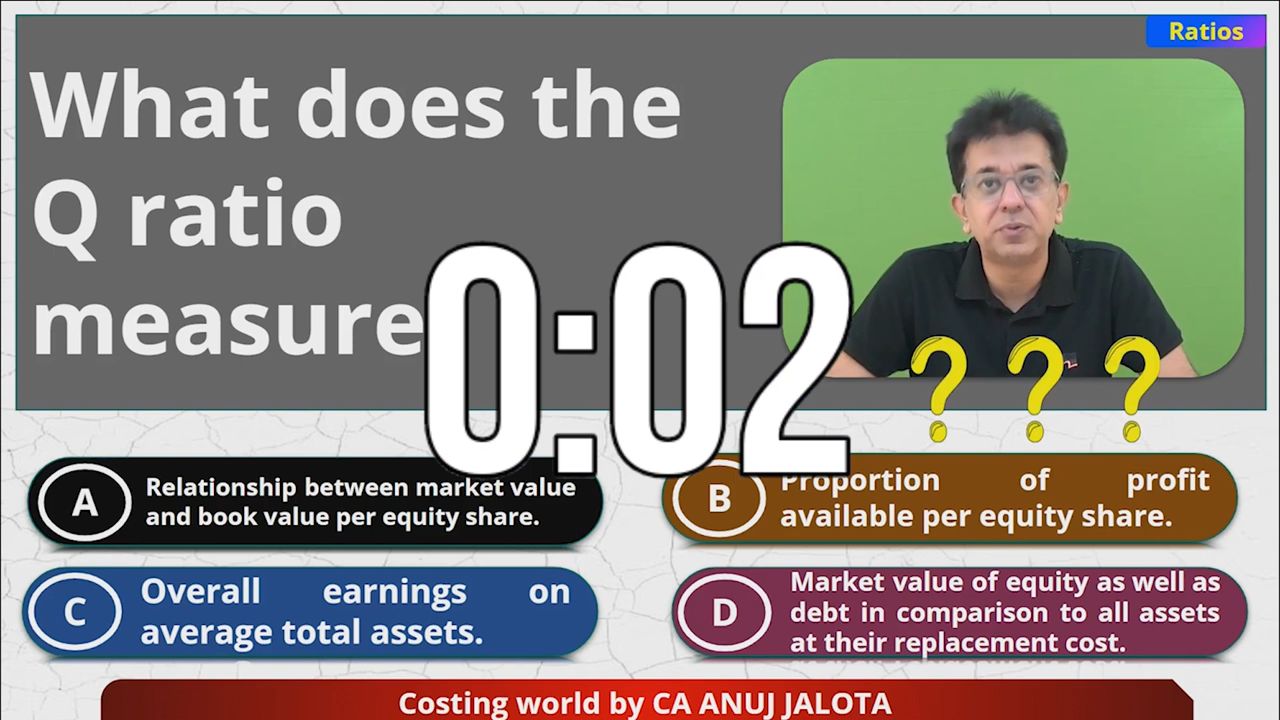 Ratios
What does the
Q ratio
measure
0:02
? ? ?
A
Relationship between market value
and book value per equity share.
B
Proportion of profit
available per equity share.
C
Overall earnings on
average total assets.
D
Market value of equity as well as
debt in comparison to all assets
at their replacement cost.
Costing world by CA ANUJ JALOTA